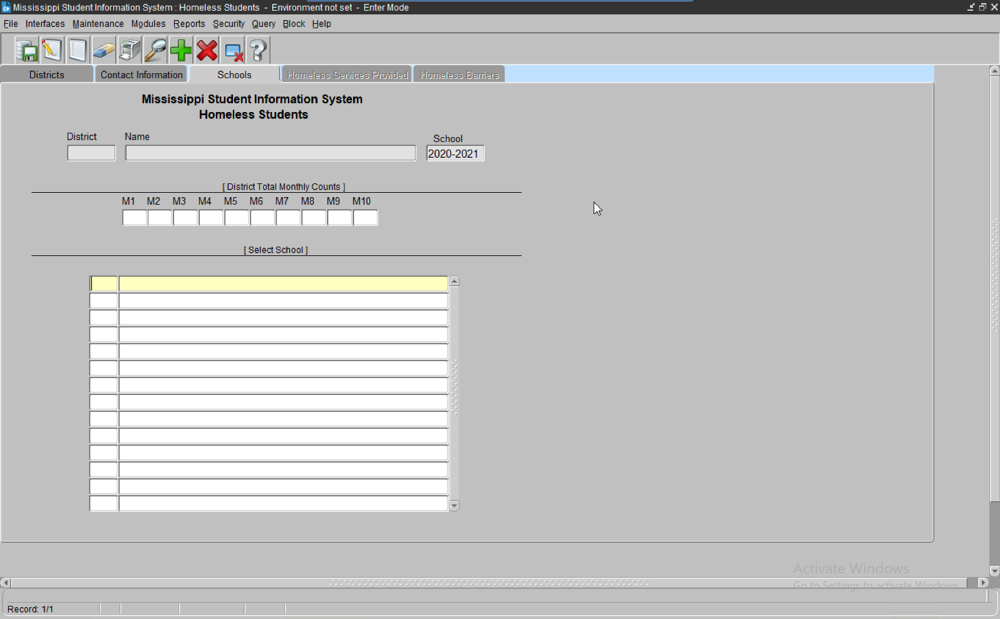 Mississippi Student Information System : Homeless Students - Environment not set - Enter Mode
File Interfaces Maintenance Modules Reports Security Query Block Help
Districts Contact Information Schools Homeless Services Provided Homeless Barriers
Mississippi Student Information System
Homeless Students
District Name School
2020-2021
[ District Total Monthly Counts ]
M1 M2 M3 M4 M5 M6 M7 M8 M9 M10
[ Select School ]
Activate Windows
Go to Settings to activate Windows.
Record: 1/1